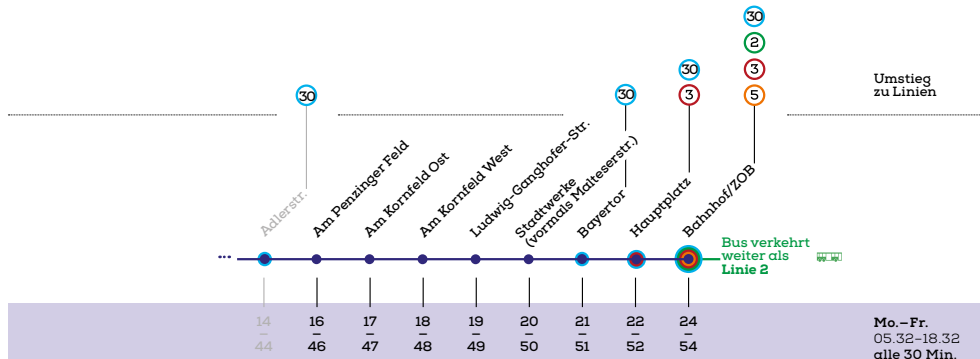 30
2
30
3
30
30
3
5
Umstieg
zu Linien
Adlerstr.
Am Penzinger Feld
Am Kornfeld Ost
Am Kornfeld West
Ludwig-Ganghofer-Str.
Stadtwerke
(vormals Malteserstr.)
Bayertor
Hauptplatz
Bahnhof/ZOB
...
Bus verkehrt
weiter als
Linie 2
14 16 17 18 19 20 21 22 24
– – – – – – – – –
44 46 47 48 49 50 51 52 54
Mo.–Fr.
05.32–18.32
alle 30 Min.